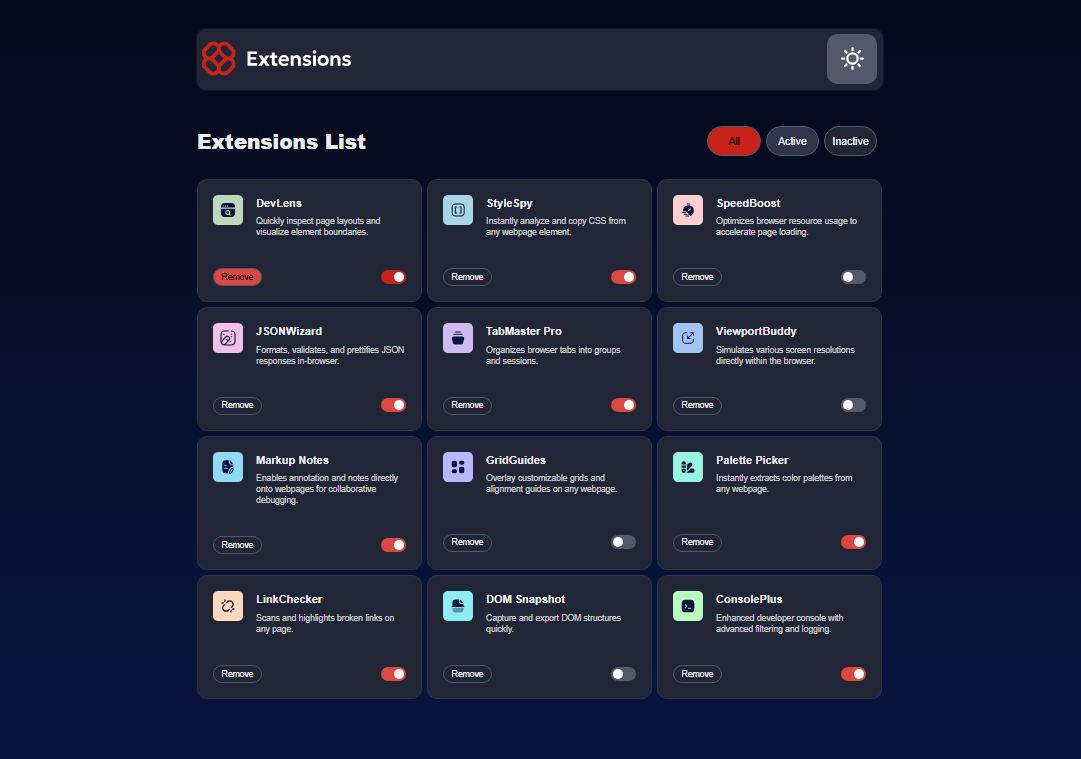 Extensions
Extensions List
All
Active
Inactive
DevLens
Quickly inspect page layouts and
visualize element boundaries.
Remove
StyleSpy
Instantly analyze and copy CSS from
any webpage element.
Remove
SpeedBoost
Optimizes browser resource usage to
accelerate page loading.
Remove
JSONWizard
Formats, validates, and prettifies JSON
responses in-browser.
Remove
TabMaster Pro
Organizes browser tabs into groups
and sessions.
Remove
ViewportBuddy
Simulates various screen resolutions
directly within the browser.
Remove
Markup Notes
Enables annotation and notes directly
onto webpages for collaborative
debugging.
Remove
GridGuides
Overlay customizable grids and
alignment guides on any webpage.
Remove
Palette Picker
Instantly extracts color palettes from
any webpage.
Remove
LinkChecker
Scans and highlights broken links on
any page.
Remove
DOM Snapshot
Capture and export DOM structures
quickly.
Remove
ConsolePlus
Enhanced developer console with
advanced filtering and logging.
Remove